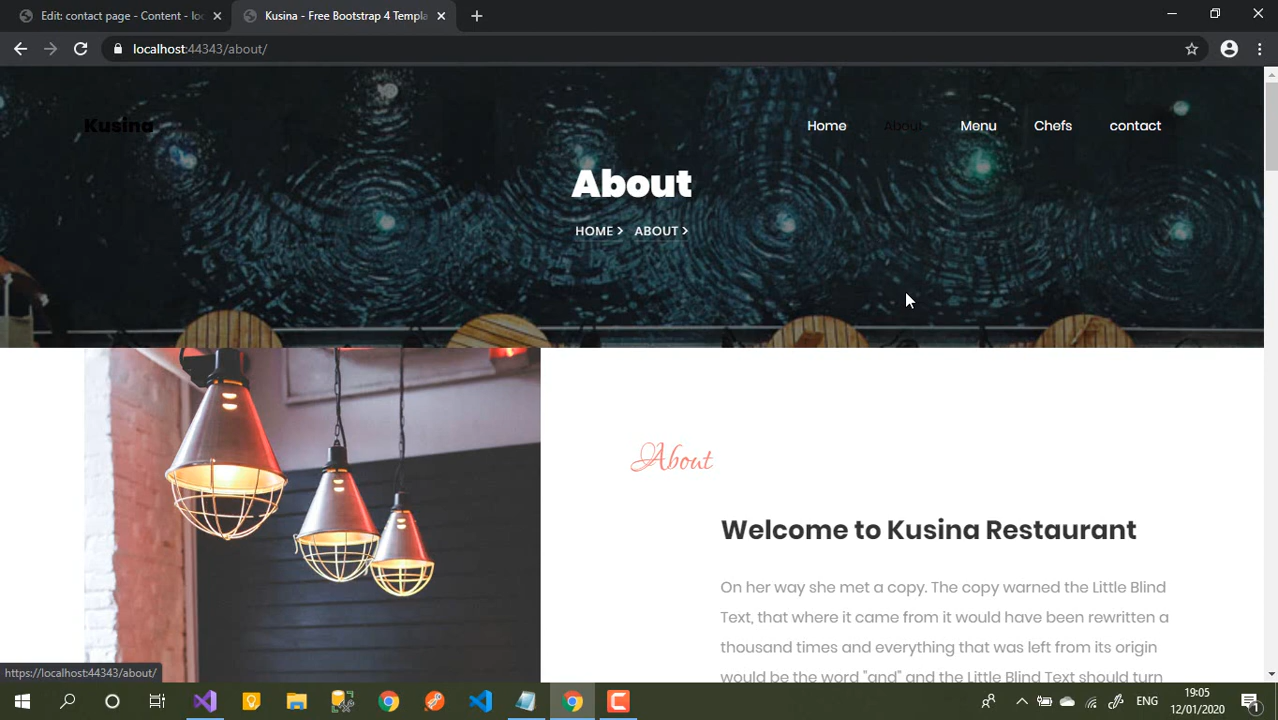 Edit: contact page - Content - loc
Kusina - Free Bootstrap 4 Templa
localhost:44343/about/
Kusina
Home About Menu Chefs contact
About
HOME > ABOUT >
About
Welcome to Kusina Restaurant
On her way she met a copy. The copy warned the Little Blind
Text, that where it came from it would have been rewritten a
thousand times and everything that was left from its origin
would be the word "and" and the Little Blind Text should turn
https://localhost:44343/about/
ENG
19:05
12/01/2020
1